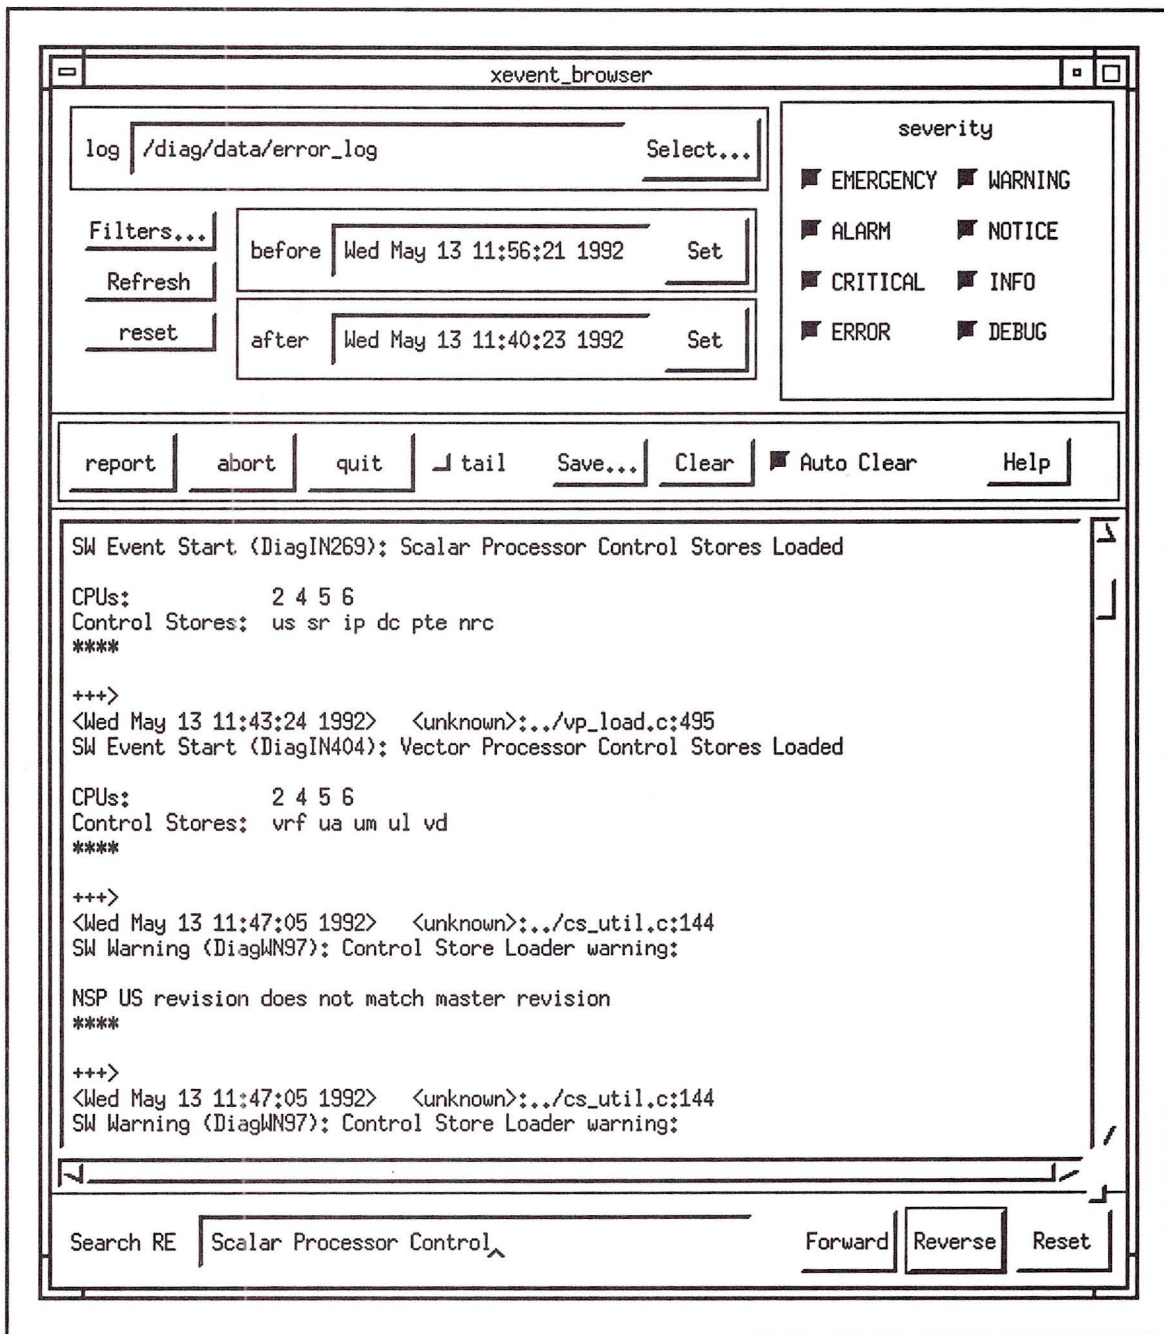 xevent_browser
log /diag/data/error_log Select...
severity
EMERGENCY WARNING
ALARM NOTICE
CRITICAL INFO
ERROR DEBUG
Filters...
Refresh
reset
before Wed May 13 11:56:21 1992 Set
after Wed May 13 11:40:23 1992 Set
report abort quit tail Save... Clear Auto Clear Help
SW Event Start (DiagIN269): Scalar Processor Control Stores Loaded
CPUs: 2 4 5 6
Control Stores: us sr ip dc pte nrc
****
+++>
<Wed May 13 11:43:24 1992> <unknown>:../vp_load.c:495
SW Event Start (DiagIN404): Vector Processor Control Stores Loaded
CPUs: 2 4 5 6
Control Stores: vrf ua um ul vd
****
+++>
<Wed May 13 11:47:05 1992> <unknown>:../cs_util.c:144
SW Warning (DiagWN97): Control Store Loader warning:
NSP US revision does not match master revision
****
+++>
<Wed May 13 11:47:05 1992> <unknown>:../cs_util.c:144
SW Warning (DiagWN97): Control Store Loader warning:
Search RE Scalar Processor Control Forward Reverse Reset